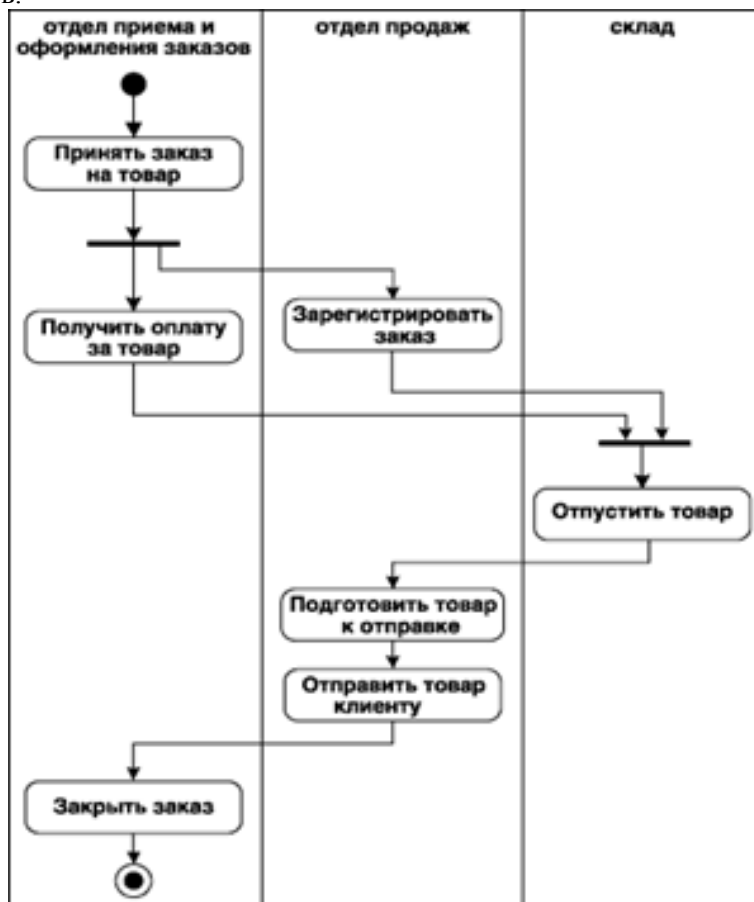 в.
отдел приема и
оформления заказов
отдел продаж
склад
Принять заказ
на товар
Получить оплату
за товар
Зарегистрировать
заказ
Отпустить товар
Подготовить товар
к отправке
Отправить товар
клиенту
Закрыть заказ